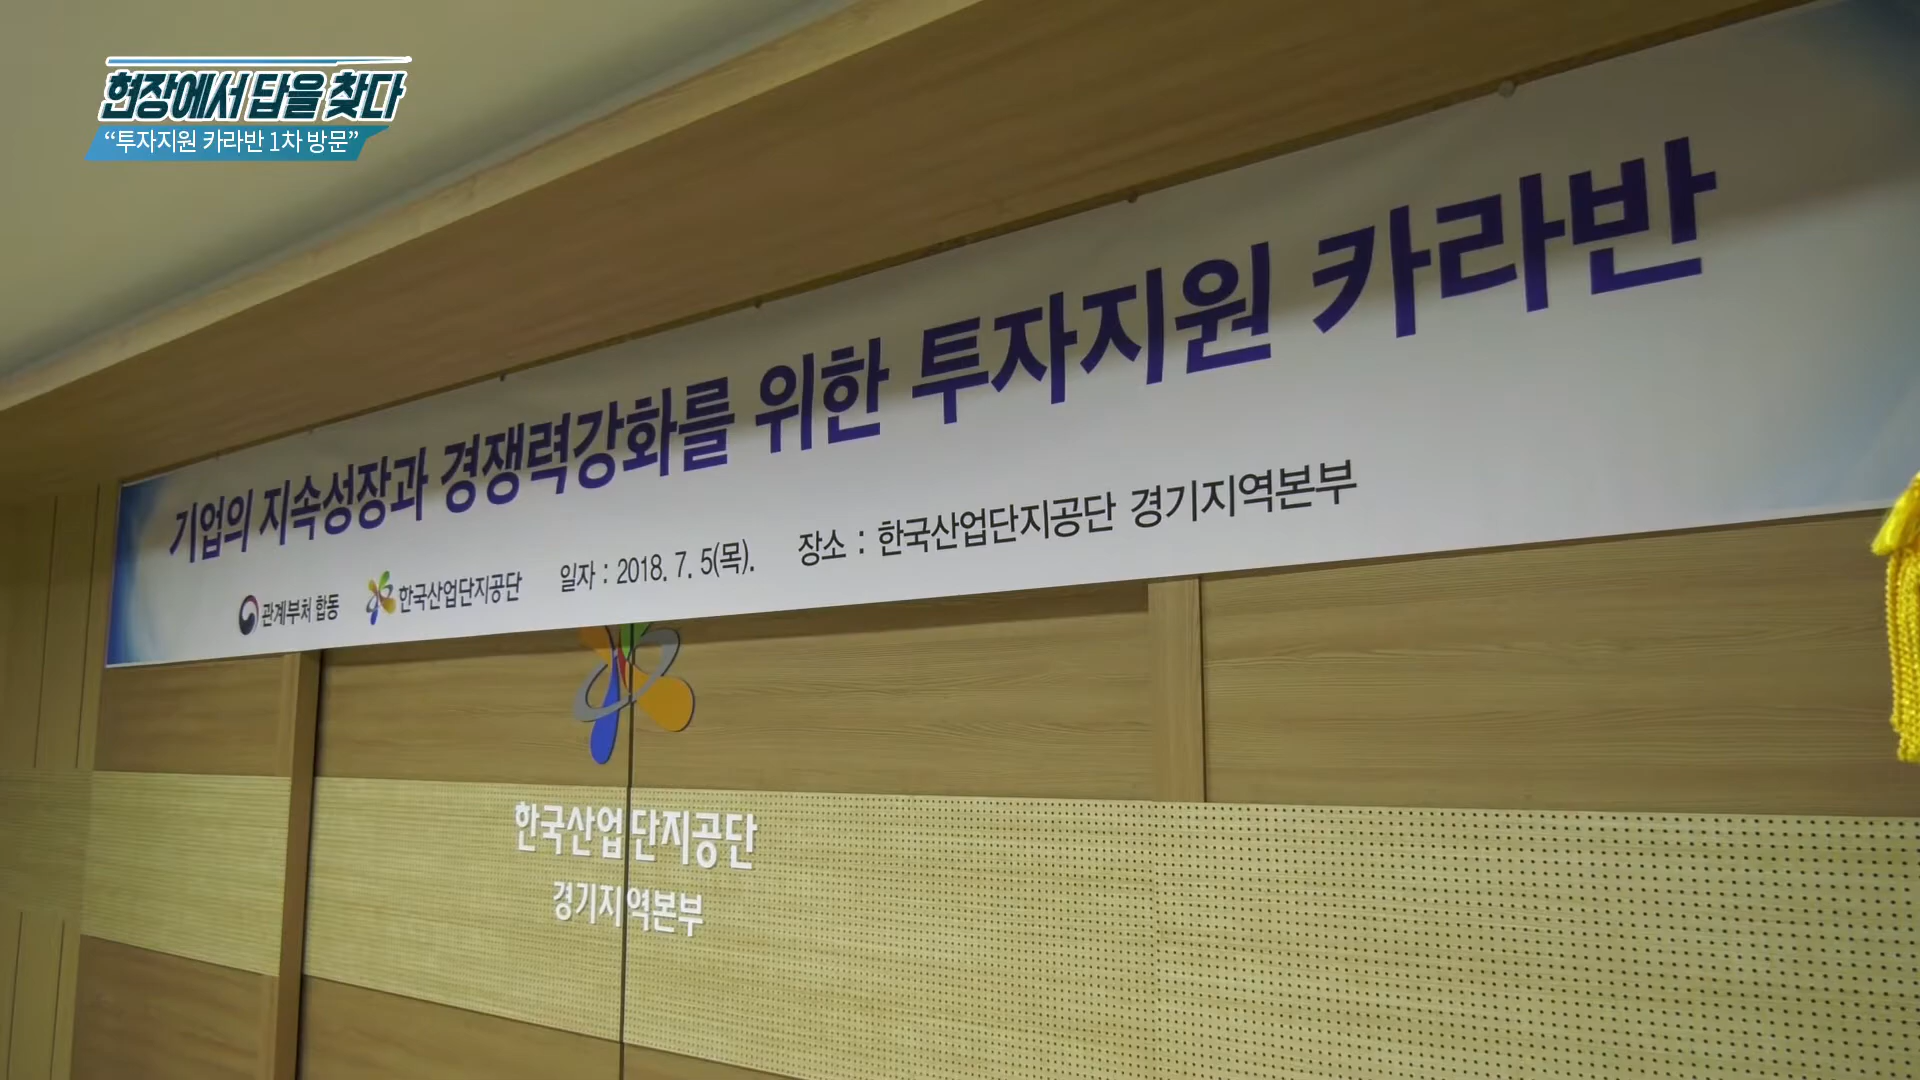 현장에서 답을 찾다
“투자지원 카라반 1차 방문”
기업의 지속성장과 경쟁력강화를 위한 투자지원 카라반
관계부처 합동 한국산업단지공단 일자 : 2018. 7. 5(목). 장소 : 한국산업단지공단 경기지역본부
한국산업단지공단
경기지역본부